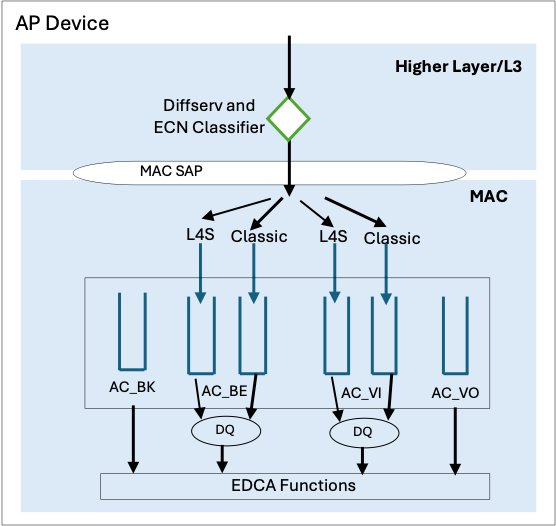 AP Device
Higher Layer/L3
Diffserv and
ECN Classifier
MAC SAP
MAC
L4S
Classic
L4S
Classic
AC_BK
AC_BE
AC_VI
AC_VO
DQ
DQ
EDCA Functions